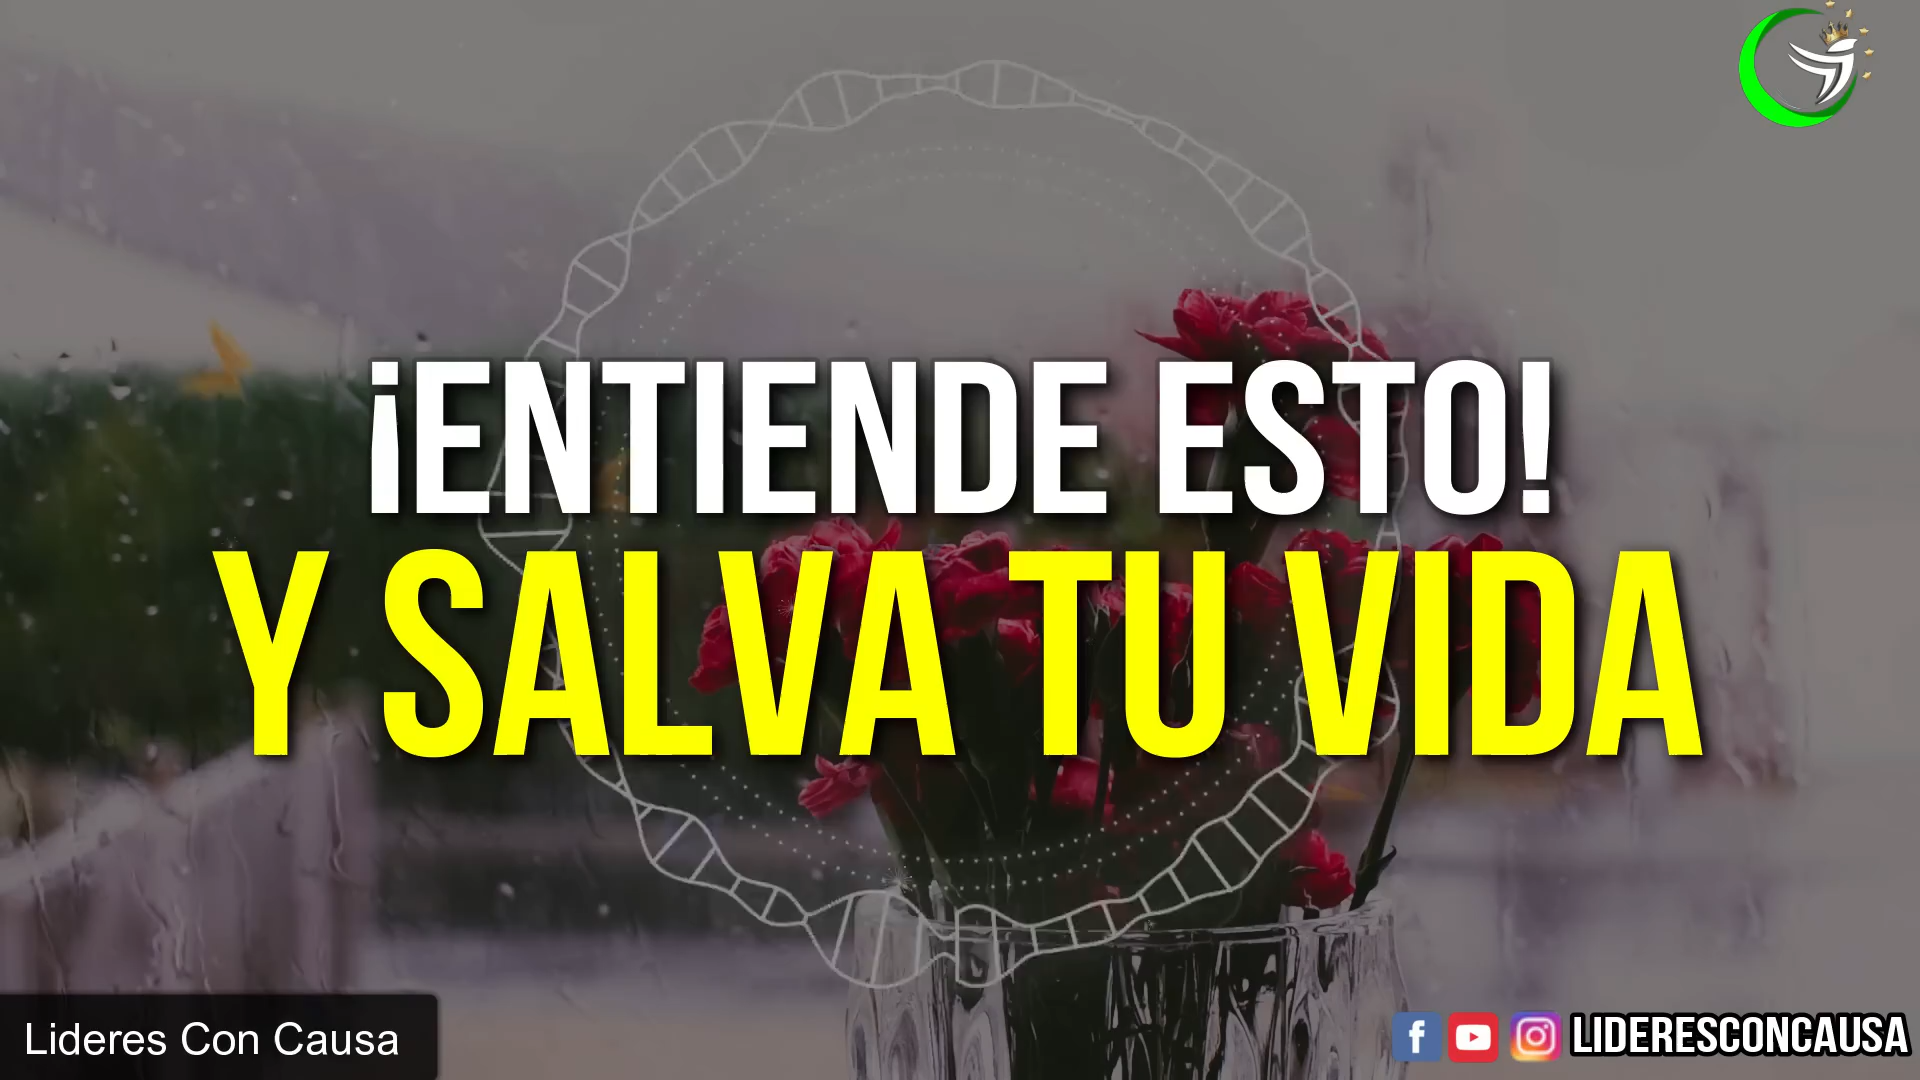 ¡ENTIENDE ESTO!
Y SALVA TU VIDA
Lideres Con Causa
LIDERESCONCAUSA